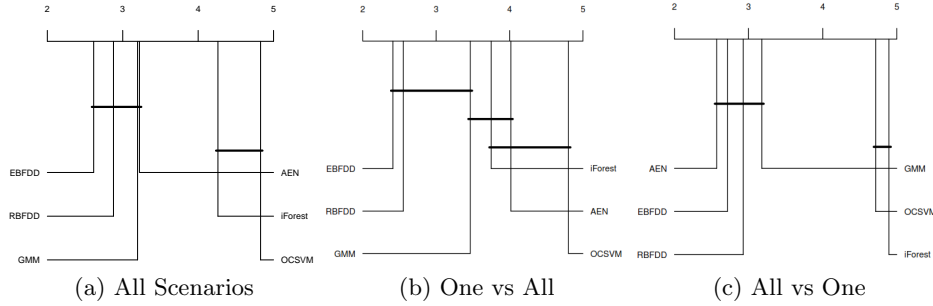 2 3 4 5
EBFDD
RBFDD
GMM
AEN
iForest
OCSVM
(a) All Scenarios
2 3 4 5
EBFDD
RBFDD
GMM
iForest
AEN
OCSVM
(b) One vs All
2 3 4 5
AEN
EBFDD
RBFDD
GMM
OCSVM
iForest
(c) All vs One